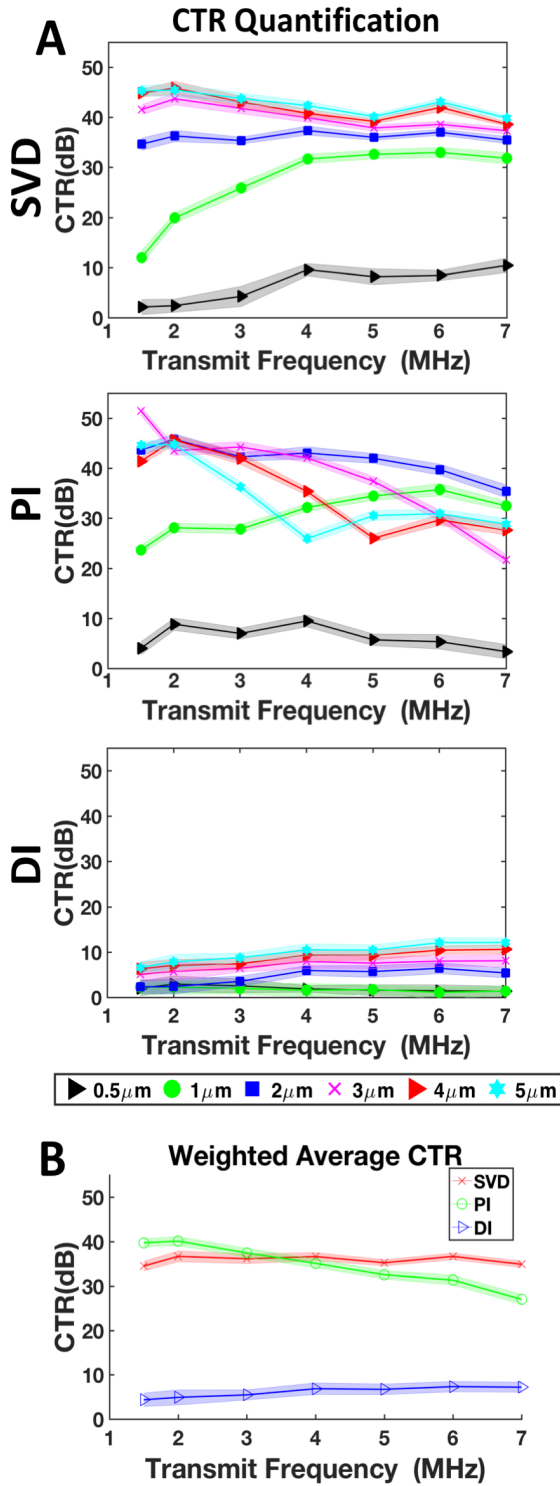 CTR Quantification
A
SVD
CTR(dB)
50
40
30
20
10
0
1 2 3 4 5 6 7
Transmit Frequency (MHz)
PI
CTR(dB)
50
40
30
20
10
0
1 2 3 4 5 6 7
Transmit Frequency (MHz)
DI
CTR(dB)
50
40
30
20
10
0
1 2 3 4 5 6 7
Transmit Frequency (MHz)
0.5μm 1μm 2μm 3μm 4μm 5μm
B
Weighted Average CTR
SVD
PI
DI
CTR(dB)
50
40
30
20
10
0
1 2 3 4 5 6 7
Transmit Frequency (MHz)